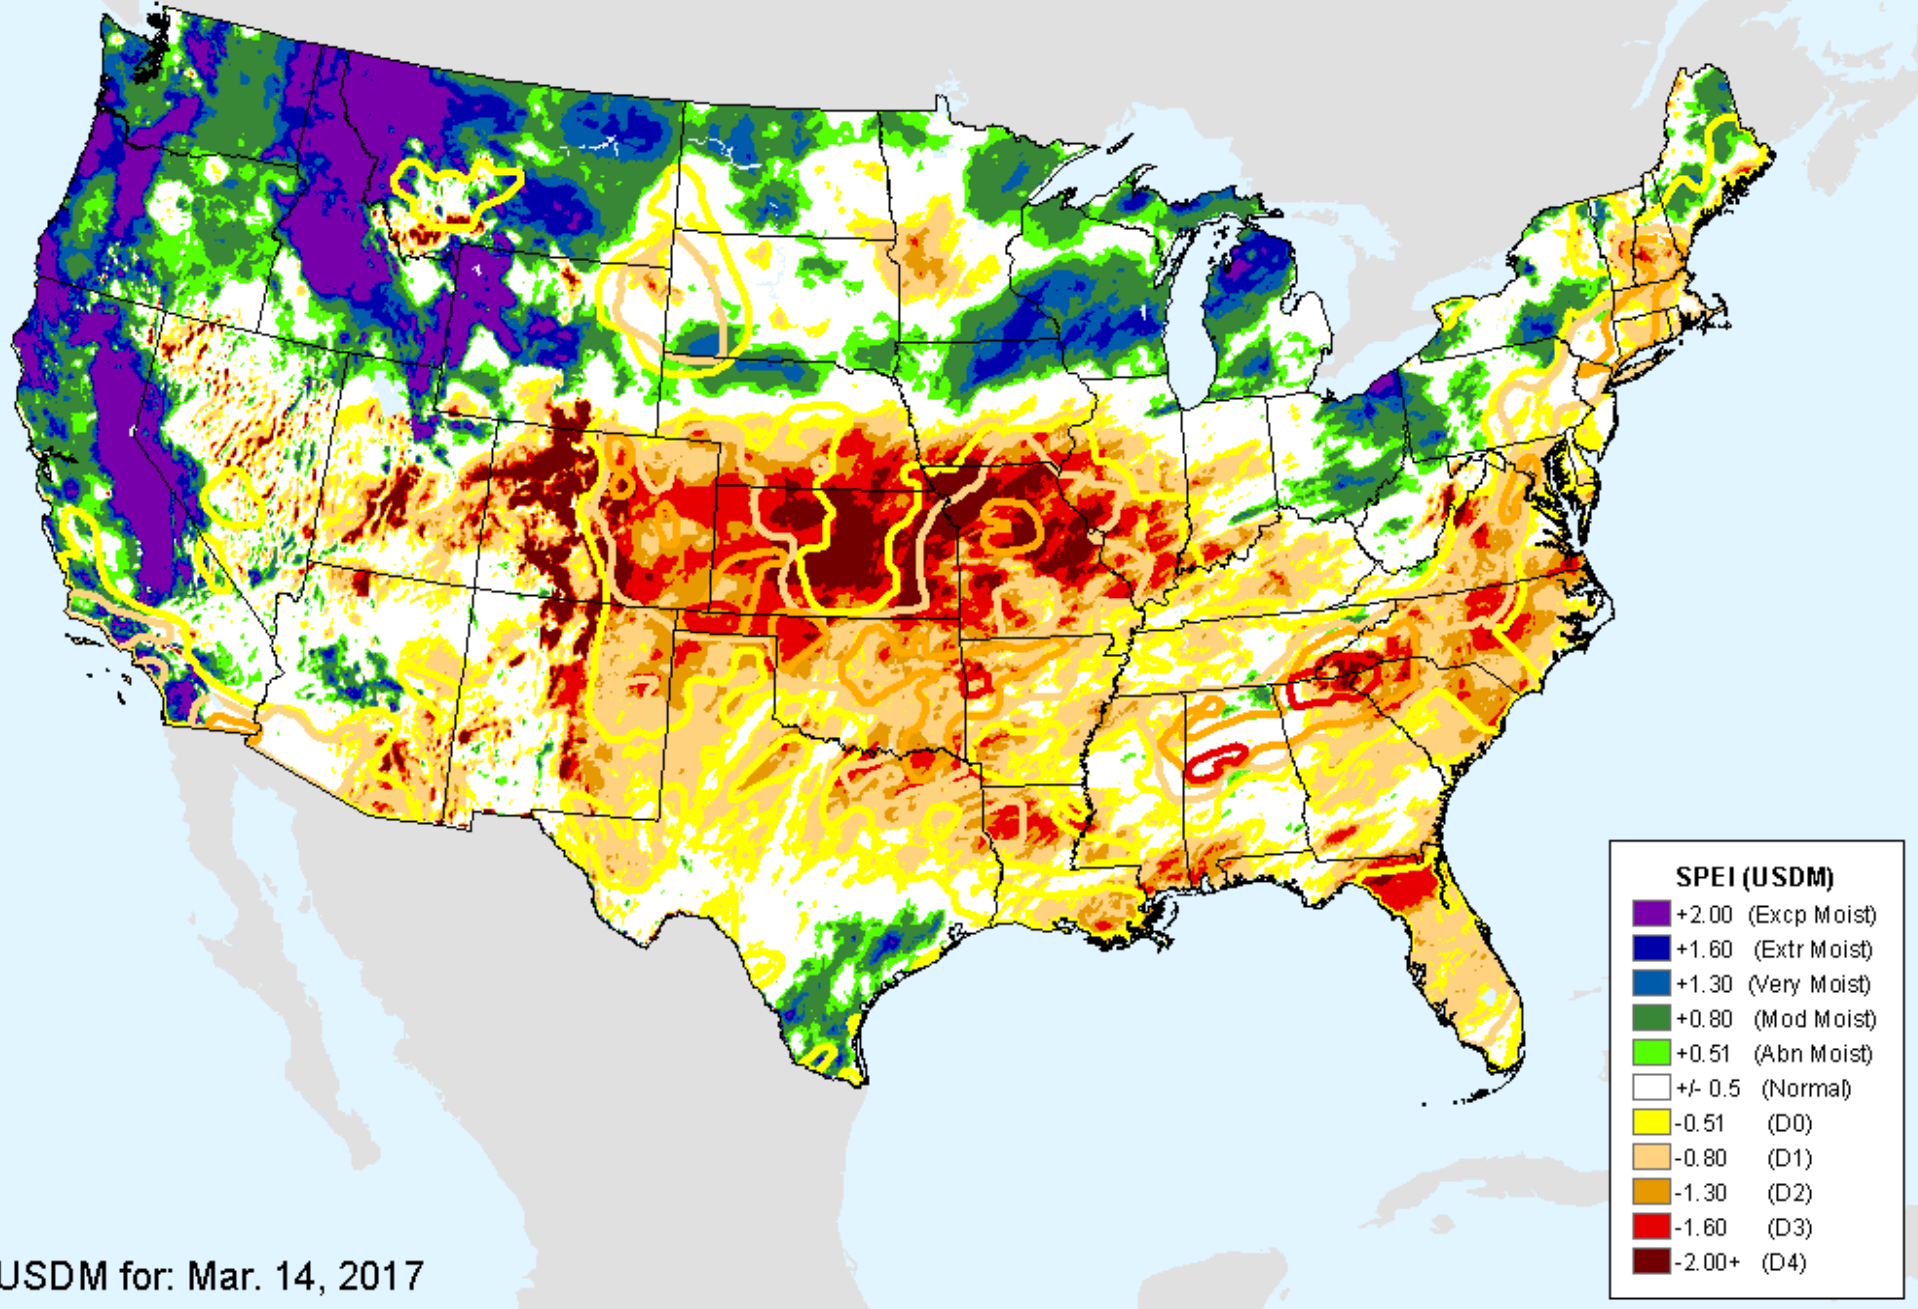 SPEI (USDM)
+2.00 (Excp Moist)
+1.60 (Extr Moist)
+1.30 (Very Moist)
+0.80 (Mod Moist)
+0.51 (Abn Moist)
+/- 0.5 (Normal)
-0.51 (D0)
-0.80 (D1)
-1.30 (D2)
-1.60 (D3)
-2.00+ (D4)
USDM for: Mar. 14, 2017